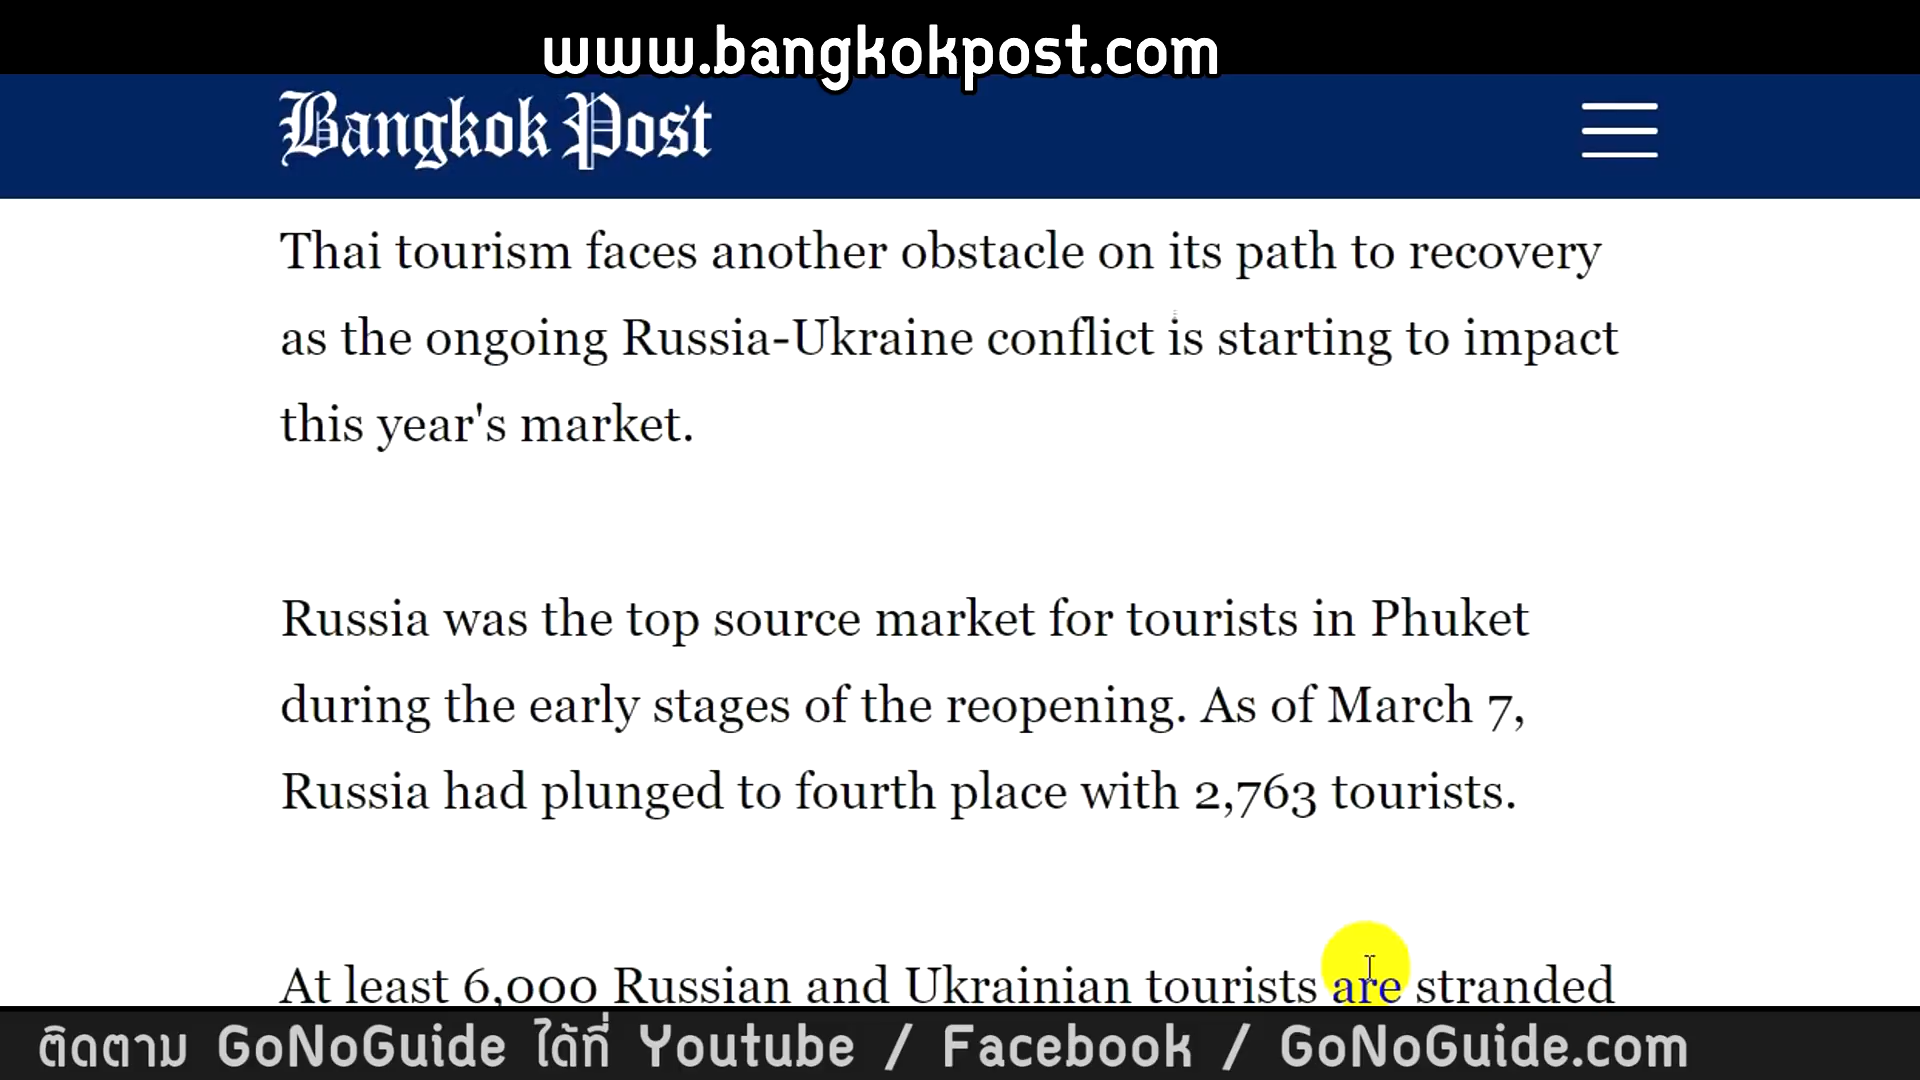 www.bangkokpost.com
Bangkok Post
Thai tourism faces another obstacle on its path to recovery
as the ongoing Russia-Ukraine conflict is starting to impact
this year's market.
Russia was the top source market for tourists in Phuket
during the early stages of the reopening. As of March 7,
Russia had plunged to fourth place with 2,763 tourists.
At least 6,000 Russian and Ukrainian tourists are stranded
ติดตาม GoNoGuide ได้ที่ Youtube / Facebook / GoNoGuide.com